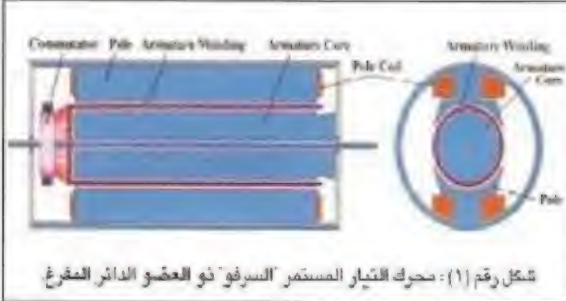 Commutator Pole Armature Winding Armature Core
Pole Coil
Armature Winding
Armature
Core
Pole
شكل رقم (١): محرك التيار المستمر "السرفو" ذو العضو الدائر المفرغ